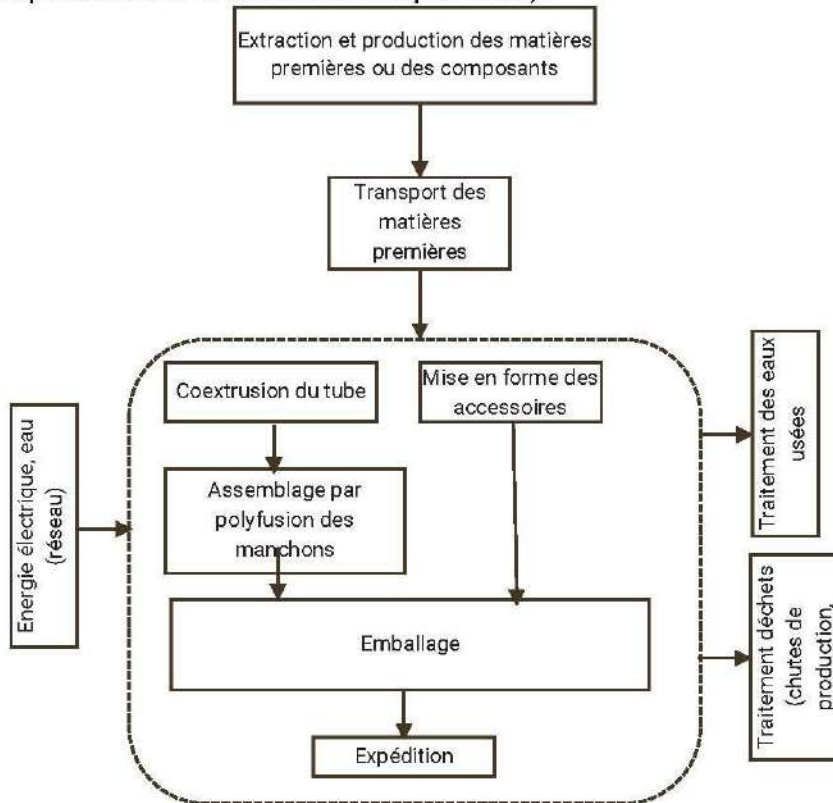 Extraction et production des matières
premières ou des composants
Transport des
matières
premières
Coextrusion du tube
Mise en forme des
accessoires
Energie électrique, eau
(réseau)
Assemblage par
polyfusion des
manchons
Emballage
Expédition
Traitement des eaux
usées
Traitement déchets
(chutes de
production,